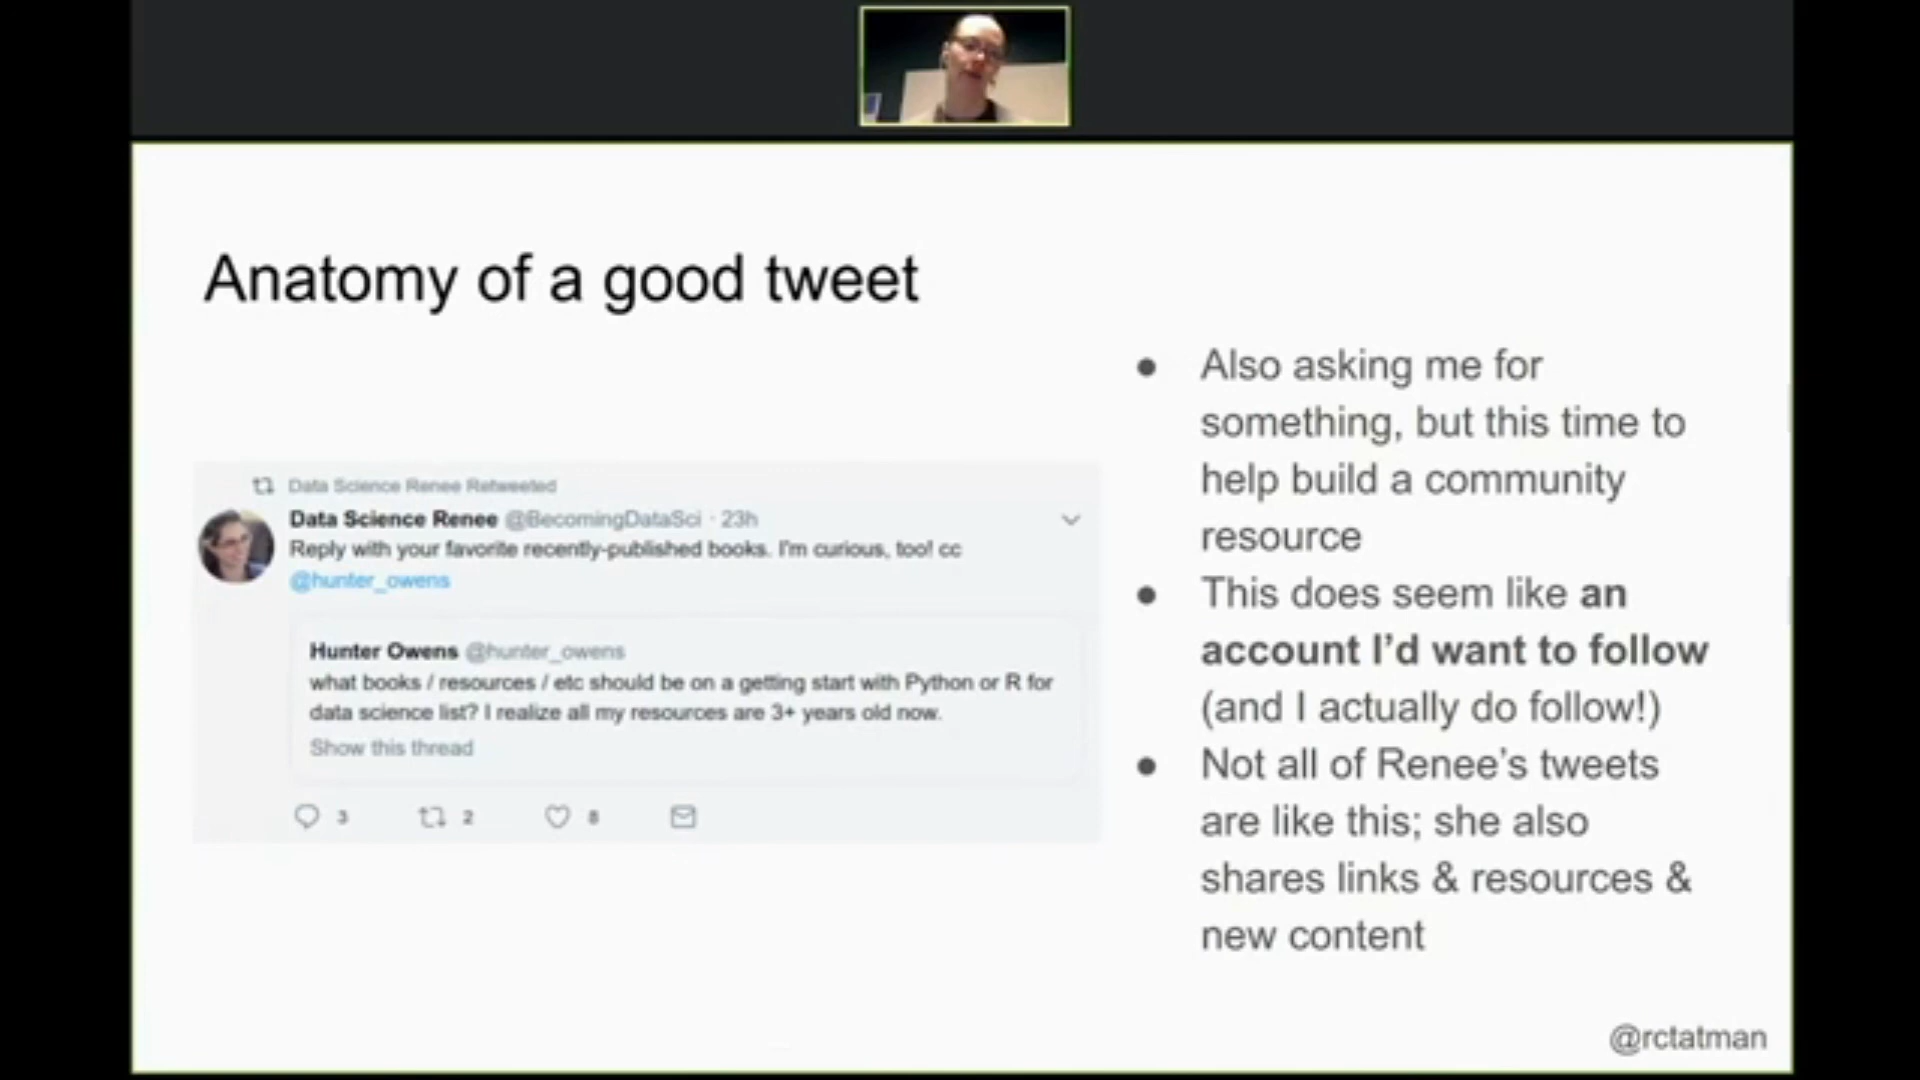 Anatomy of a good tweet
Data Science Renee Retweeted
Data Science Renee @BecomingDataSci · 23h
Reply with your favorite recently-published books. I'm curious, too! cc
@hunter_owens
Hunter Owens @hunter_owens
what books / resources / etc should be on a getting start with Python or R for
data science list? I realize all my resources are 3+ years old now.
Show this thread
3 2 8
● Also asking me for
something, but this time to
help build a community
resource
● This does seem like an
account I’d want to follow
(and I actually do follow!)
● Not all of Renee’s tweets
are like this; she also
shares links & resources &
new content
@rctatman